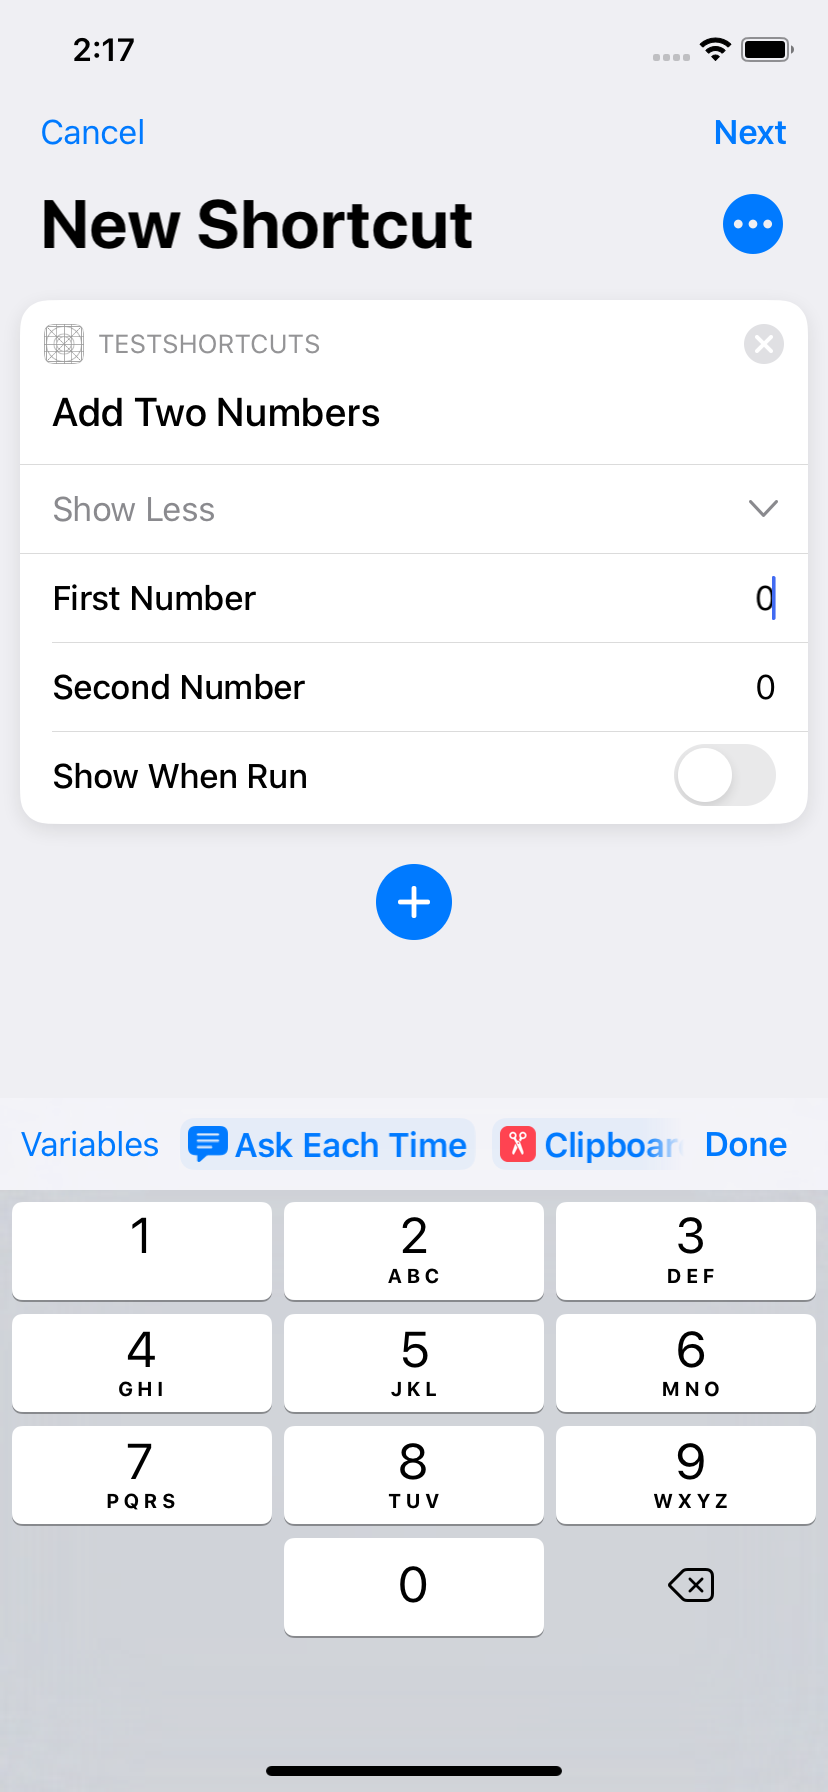 2:17
Cancel Next
New Shortcut
TESTSHORTCUTS
Add Two Numbers
Show Less
First Number 0
Second Number 0
Show When Run
Variables Ask Each Time Clipboar Done
1 2 3
ABC DEF
4 5 6
GHI JKL MNO
7 8 9
PQRS TUV WXYZ
0